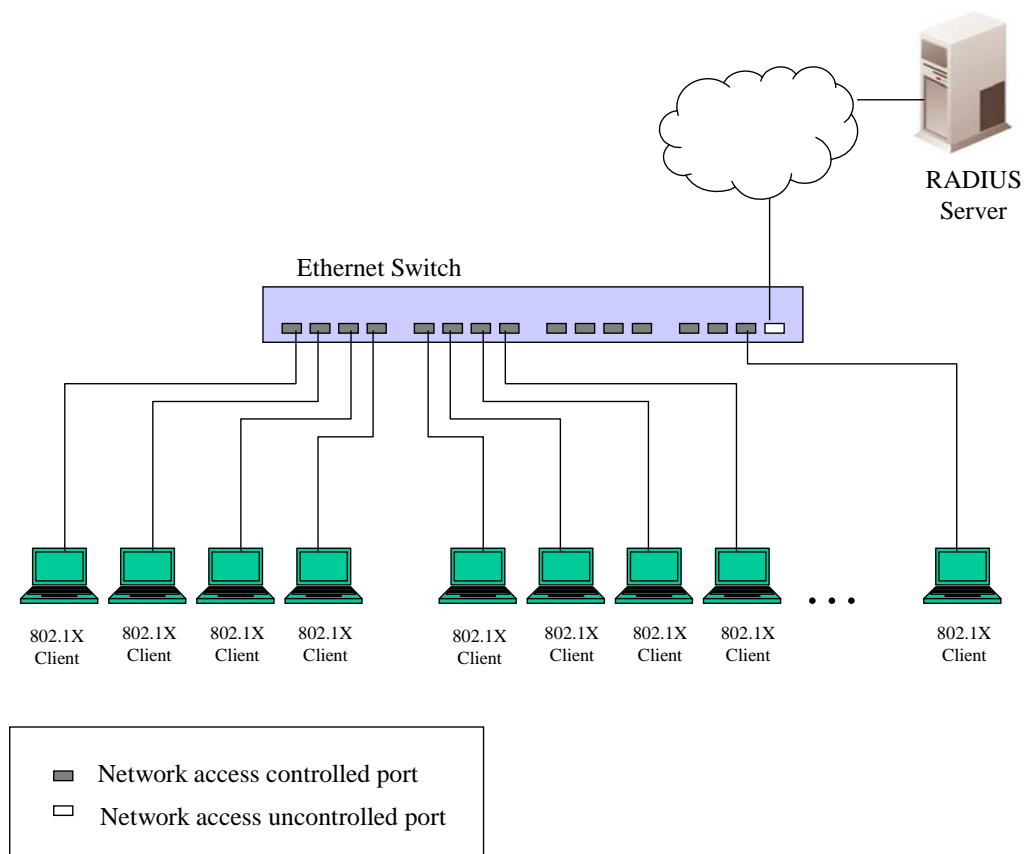 RADIUS
Server
Ethernet Switch
802.1X
Client
802.1X
Client
802.1X
Client
802.1X
Client
802.1X
Client
802.1X
Client
802.1X
Client
802.1X
Client
802.1X
Client
Network access controlled port
Network access uncontrolled port